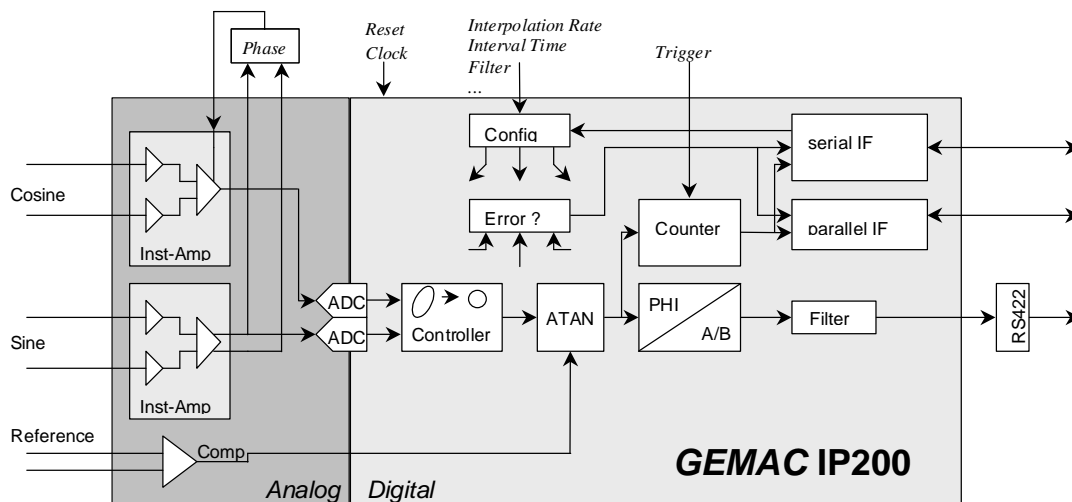 Reset
Clock
Interpolation Rate
Interval Time
Filter
...
Trigger
Phase
Config
serial IF
Cosine
Error ?
Counter
parallel IF
Inst-Amp
ADC
ADC
Controller
ATAN
PHI
A/B
Filter
RS422
Sine
Inst-Amp
Reference
Comp
GEMAC IP200
Analog
Digital